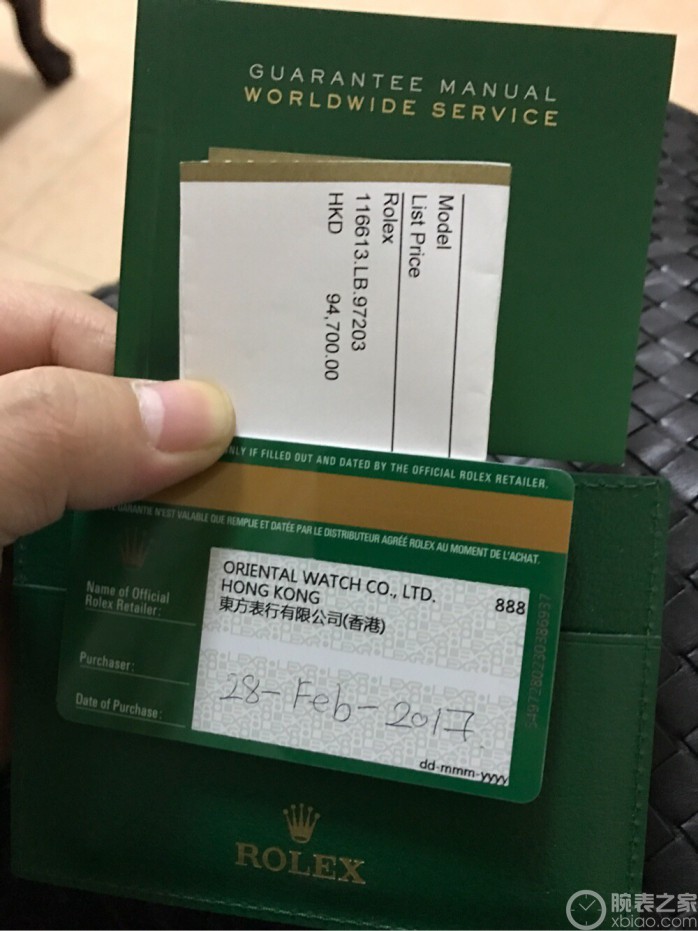 GUARANTEE MANUAL
WORLDWIDE SERVICE
Model
List Price
Rolex
116613.LB.97203
HKD 94,700.00
ONLY IF FILLED OUT AND DATED BY THE OFFICIAL ROLEX RETAILER.
GARANTIE N'EST VALABLE QUE REMPLIE ET DATÉE PAR LE DISTRIBUTEUR AGRÉÉ ROLEX AU MOMENT DE L'ACHAT.
Name of Official
Rolex Retailer:
ORIENTAL WATCH CO., LTD.
HONG KONG 888
東方表行有限公司(香港)
Purchaser:
Date of Purchase:
28-Feb-2017
dd-mmm-yyyy
ROLEX
腕表之家
xbiao.com